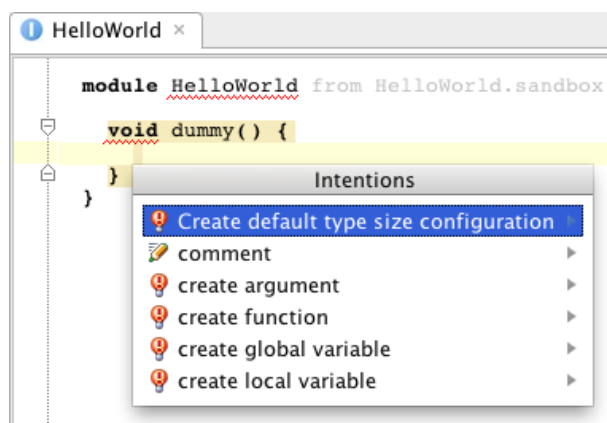 HelloWorld ×
module HelloWorld from HelloWorld.sandbox
void dummy() {
}
}
Intentions
Create default type size configuration
comment
create argument
create function
create global variable
create local variable